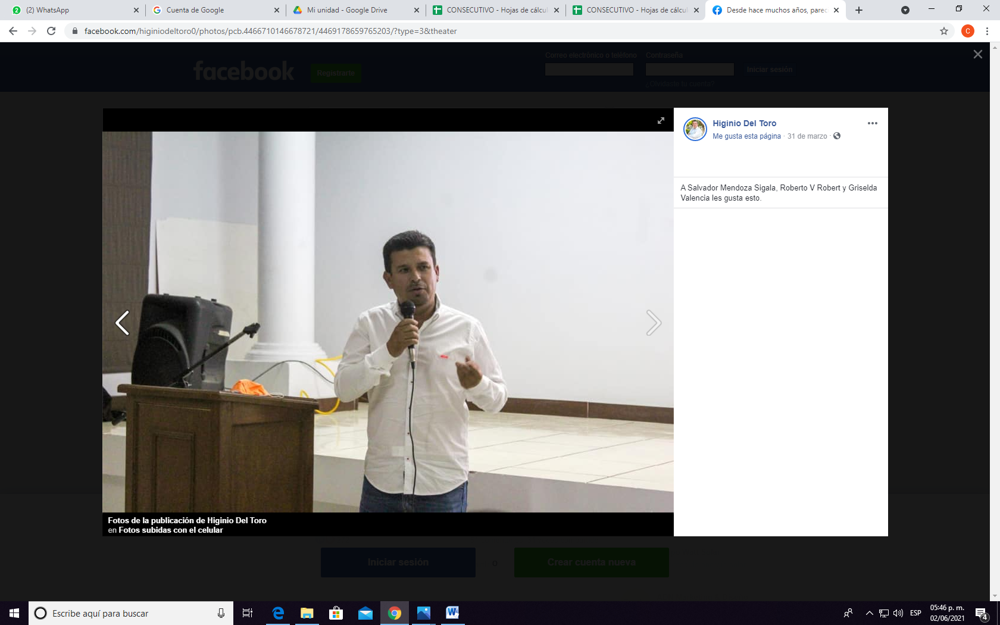 (2) WhatsApp
Cuenta de Google
Mi unidad - Google Drive
CONSECUTIVO - Hojas de cálcul
CONSECUTIVO - Hojas de cálcul
Desde hace muchos años, parec
facebook.com/higiniodeltoro0/photos/pcb.4466710146678721/4469178659765203/?type=3&theater
C
facebook
Registrarte
Correo electrónico o teléfono
Contraseña
Iniciar sesión
¿Olvidaste tu cuenta?
Higinio Del Toro
Me gusta esta página · 31 de marzo ·
A Salvador Mendoza Sigala, Roberto V Robert y Griselda
Valencia les gusta esto.
Fotos de la publicación de Higinio Del Toro
en Fotos subidas con el celular
Iniciar sesión
o
Crear cuenta nueva
Escribe aquí para buscar
ESP
05:46 p. m.
02/06/2021
4